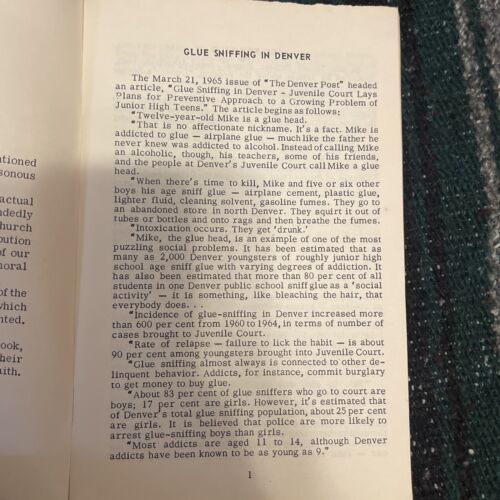 ationed
sonous
actual
dedly
hurch
bution
of our
noral
of the
which
nted.
ook,
heir
aith.
GLUE SNIFFING IN DENVER
The March 21, 1965 issue of "The Denver Post" headed
an article, "Glue Sniffing in Denver - Juvenile Court Lays
Plans for Preventive Approach to a Growing Problem of
Junior High Teens." The article begins as follows:
"Twelve-year-old Mike is a glue head.
"That is no affectionate nickname. It's a fact. Mike is
addicted to glue — airplane glue — much like the father he
never knew was addicted to alcohol. Instead of calling Mike
an alcoholic, though, his teachers, some of his friends,
and the people at Denver's Juvenile Court call Mike a glue
head.
"When there's time to kill, Mike and five or six other
boys his age sniff glue — airplane cement, plastic glue,
lighter fluid, cleaning solvent, gasoline fumes. They go to
an abandoned store in north Denver. They squirt it out of
tubes or bottles and onto rags and then breathe the fumes.
"Intoxication occurs. They get 'drunk.'
"Mike, the glue head, is an example of one of the most
puzzling social problems. It has been estimated that as
many as 2,000 Denver youngsters of roughly junior high
school age sniff glue with varying degrees of addiction. It
has also been estimated that more than 80 per cent of all
students in one Denver public school sniff glue as a 'social
activity' — it is something, like bleaching the hair, that
everybody does. . .
"Incidence of glue-sniffing in Denver increased more
than 600 per cent from 1960 to 1964, in terms of number of
cases brought to Juvenile Court.
"Rate of relapse — failure to lick the habit — is about
90 per cent among youngsters brought into Juvenile Court.
"Glue sniffing almost always is connected to other de-
linquent behavior. Addicts, for instance, commit burglary
to get money to buy glue.
"About 83 per cent of glue sniffers who go to court are
boys; 17 per cent are girls. However, it's estimated that
of Denver's total glue sniffing population, about 25 per cent
are girls. It is believed that police are more likely to
arrest glue-sniffing boys than girls.
"Most addicts are aged 11 to 14, although Denver
addicts have been known to be as young as 9."
1